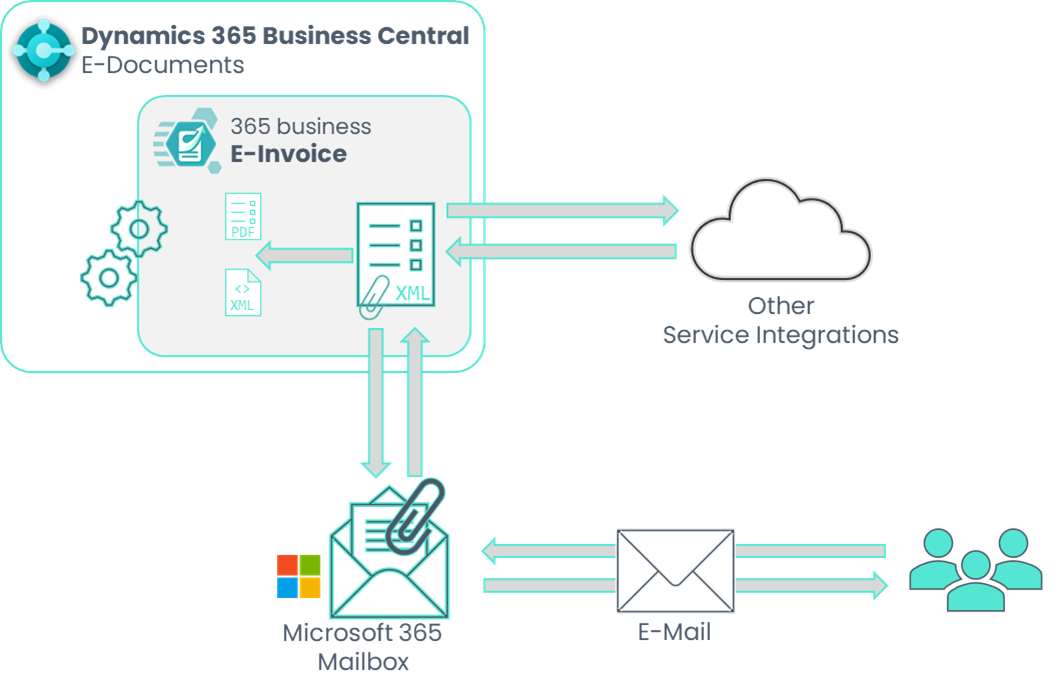 Dynamics 365 Business Central
E-Documents
365 business
E-Invoice
PDF
XML
XML
Other
Service Integrations
Microsoft 365
Mailbox
E-Mail